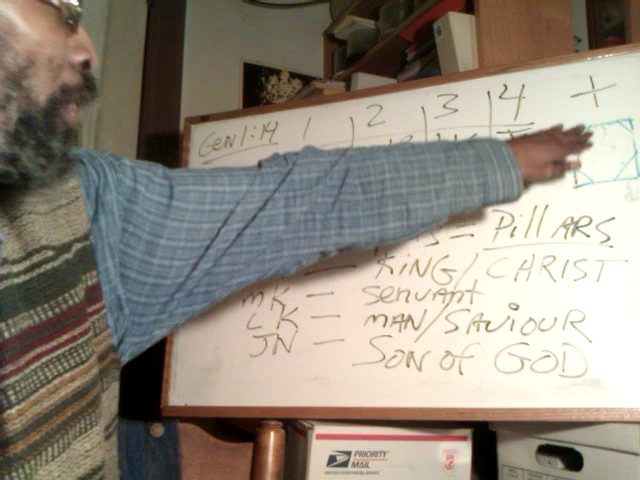 Gen 1:14 1 2 3 4 +
= PillARS
— KiNG/CHRIST
MK — servant
LK — MAN/SAVIOUR
JN — SON of GOD
PRIORITY
MAIL